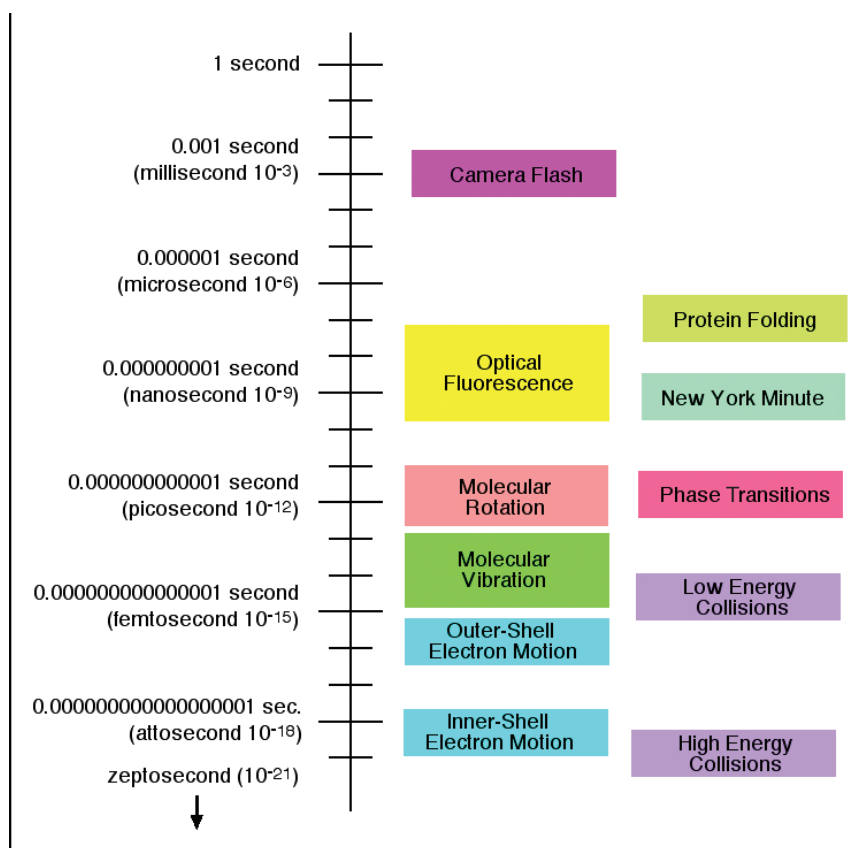 1 second
0.001 second
(millisecond 10⁻³)
Camera Flash
0.000001 second
(microsecond 10⁻⁶)
Protein Folding
0.000000001 second
(nanosecond 10⁻⁹)
Optical
Fluorescence
New York Minute
0.000000000001 second
(picosecond 10⁻¹²)
Molecular
Rotation
Phase Transitions
Molecular
Vibration
0.000000000000001 second
(femtosecond 10⁻¹⁵)
Low Energy
Collisions
Outer-Shell
Electron Motion
0.000000000000000001 sec.
(attosecond 10⁻¹⁸)
Inner-Shell
Electron Motion
High Energy
Collisions
zeptosecond (10⁻²¹)